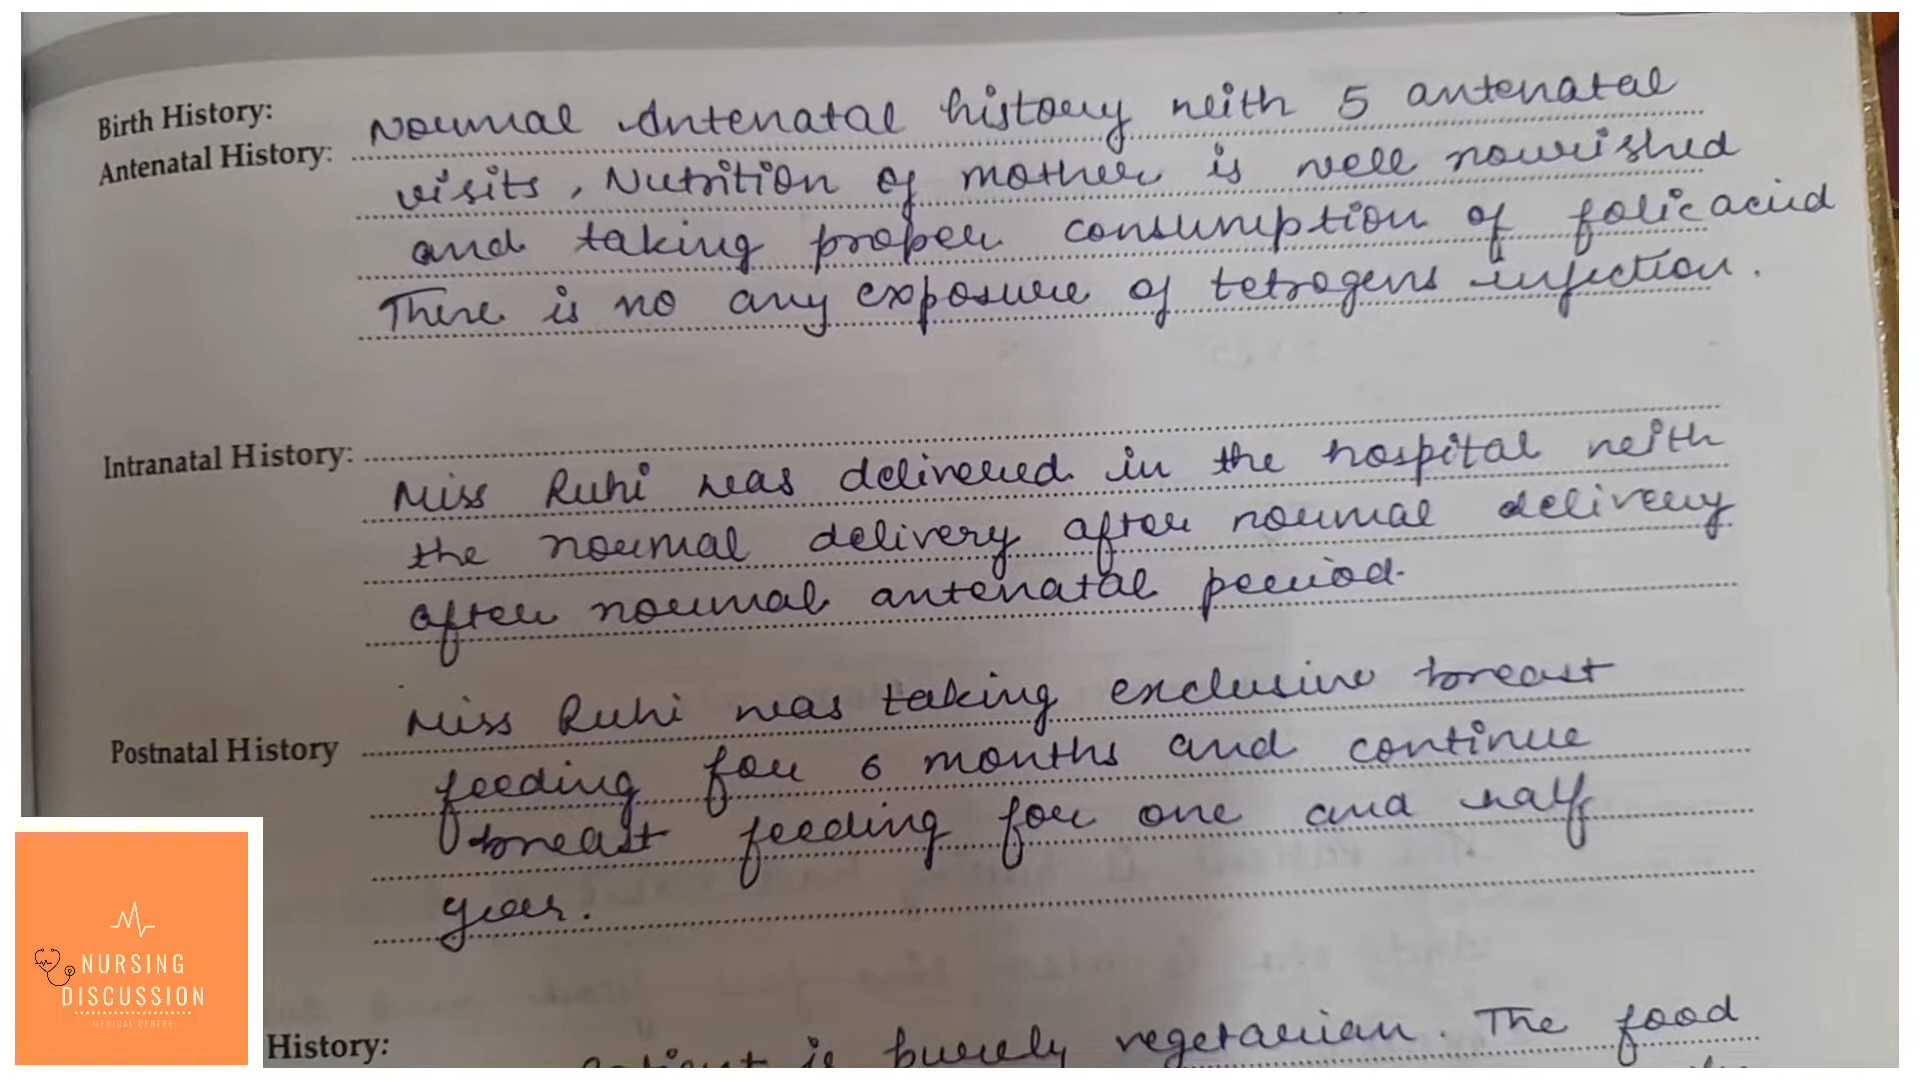 Birth History:
Antenatal History: Normal Antenatal history with 5 antenatal
visits, Nutrition of mother is well nourished
and taking proper consumption of folic acid
There is no any exposure of tetrogens infection.
Intranatal History:
Miss Ruhi was delivered in the hospital with
the normal delivery after normal delivery
after normal antenatal period.
Postnatal History Miss Ruhi was taking exclusive breast
feeding for 6 months and continue
breast feeding for one and half
year.
History: Patient is purely vegetarian. The food
NURSING
DISCUSSION
MEDICAL CENTRE